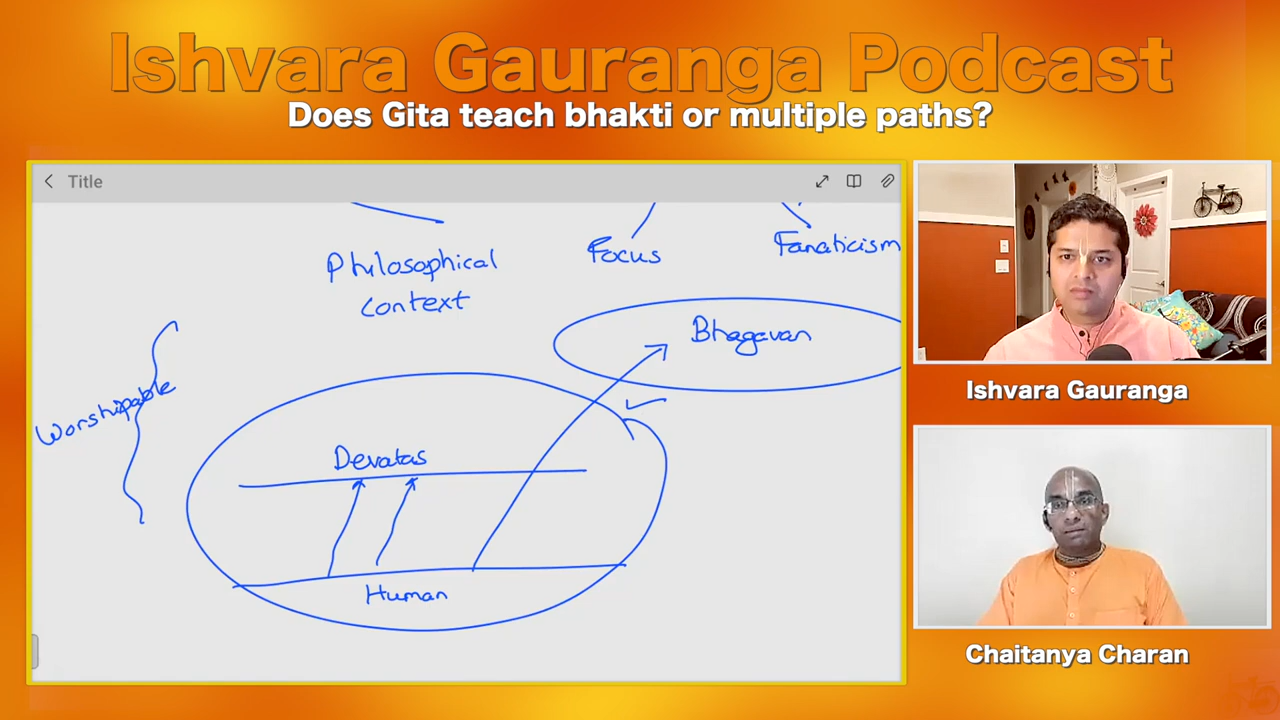 Ishvara Gauranga Podcast
Does Gita teach bhakti or multiple paths?
Title
Philosophical
context
Focus
Fanaticism
Bhagavan
Worshipable
Devatas
Human
Ishvara Gauranga
Chaitanya Charan